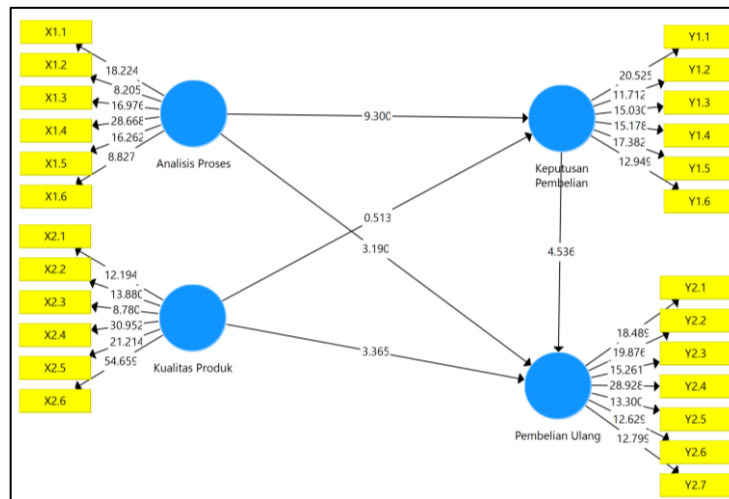 X1.1
X1.2
X1.3
X1.4
X1.5
X1.6
18.224
8.205
16.976
28.668
16.262
8.827
Analisis Proses
9.300
0.513
3.190
4.536
3.365
Keputusan
Pembelian
20.525
11.712
15.030
15.178
17.382
12.949
Y1.1
Y1.2
Y1.3
Y1.4
Y1.5
Y1.6
X2.1
X2.2
X2.3
X2.4
X2.5
X2.6
12.194
13.880
8.780
30.952
21.214
54.659
Kualitas Produk
Pembelian Ulang
18.489
19.876
15.261
28.928
13.300
12.629
12.799
Y2.1
Y2.2
Y2.3
Y2.4
Y2.5
Y2.6
Y2.7